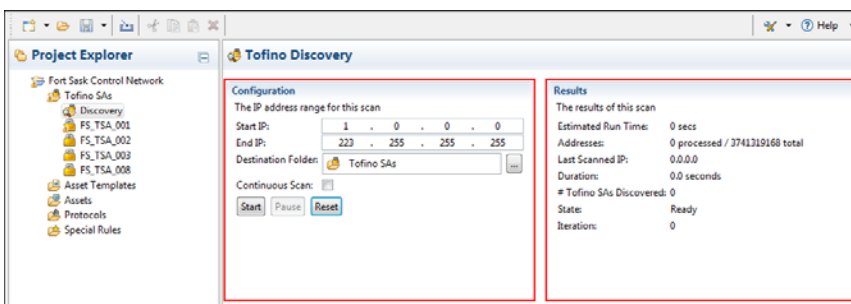 Help
Project Explorer
Fort Sask Control Network
Tofino SAs
Discovery
FS_TSA_001
FS_TSA_002
FS_TSA_003
FS_TSA_008
Asset Templates
Assets
Protocols
Special Rules
Tofino Discovery
Configuration
The IP address range for this scan
Start IP: 1 . 0 . 0 . 0
End IP: 223 . 255 . 255 . 255
Destination Folder: Tofino SAs ...
Continuous Scan:
Start Pause Reset
Results
The results of this scan
Estimated Run Time: 0 secs
Addresses: 0 processed / 3741319168 total
Last Scanned IP: 0.0.0.0
Duration: 0.0 seconds
# Tofino SAs Discovered: 0
State: Ready
Iteration: 0